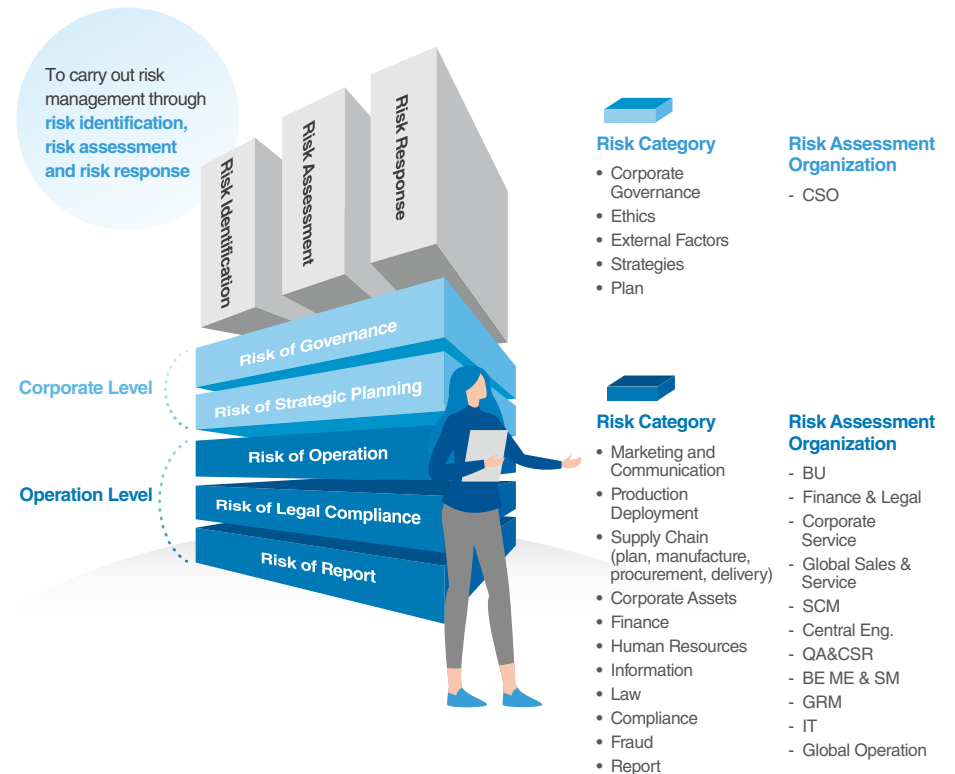 To carry out risk
management through
risk identification,
risk assessment
and risk response
Risk Identification
Risk Assessment
Risk Response
Risk of Governance
Risk of Strategic Planning
Risk of Operation
Risk of Legal Compliance
Risk of Report
Corporate Level
Operation Level
Risk Category
• Corporate
Governance
• Ethics
• External Factors
• Strategies
• Plan
Risk Assessment
Organization
- CSO
Risk Category
• Marketing and
Communication
• Production
Deployment
• Supply Chain
(plan, manufacture,
procurement, delivery)
• Corporate Assets
• Finance
• Human Resources
• Information
• Law
• Compliance
• Fraud
• Report
Risk Assessment
Organization
- BU
- Finance & Legal
- Corporate
Service
- Global Sales &
Service
- SCM
- Central Eng.
- QA&CSR
- BE ME & SM
- GRM
- IT
- Global Operation